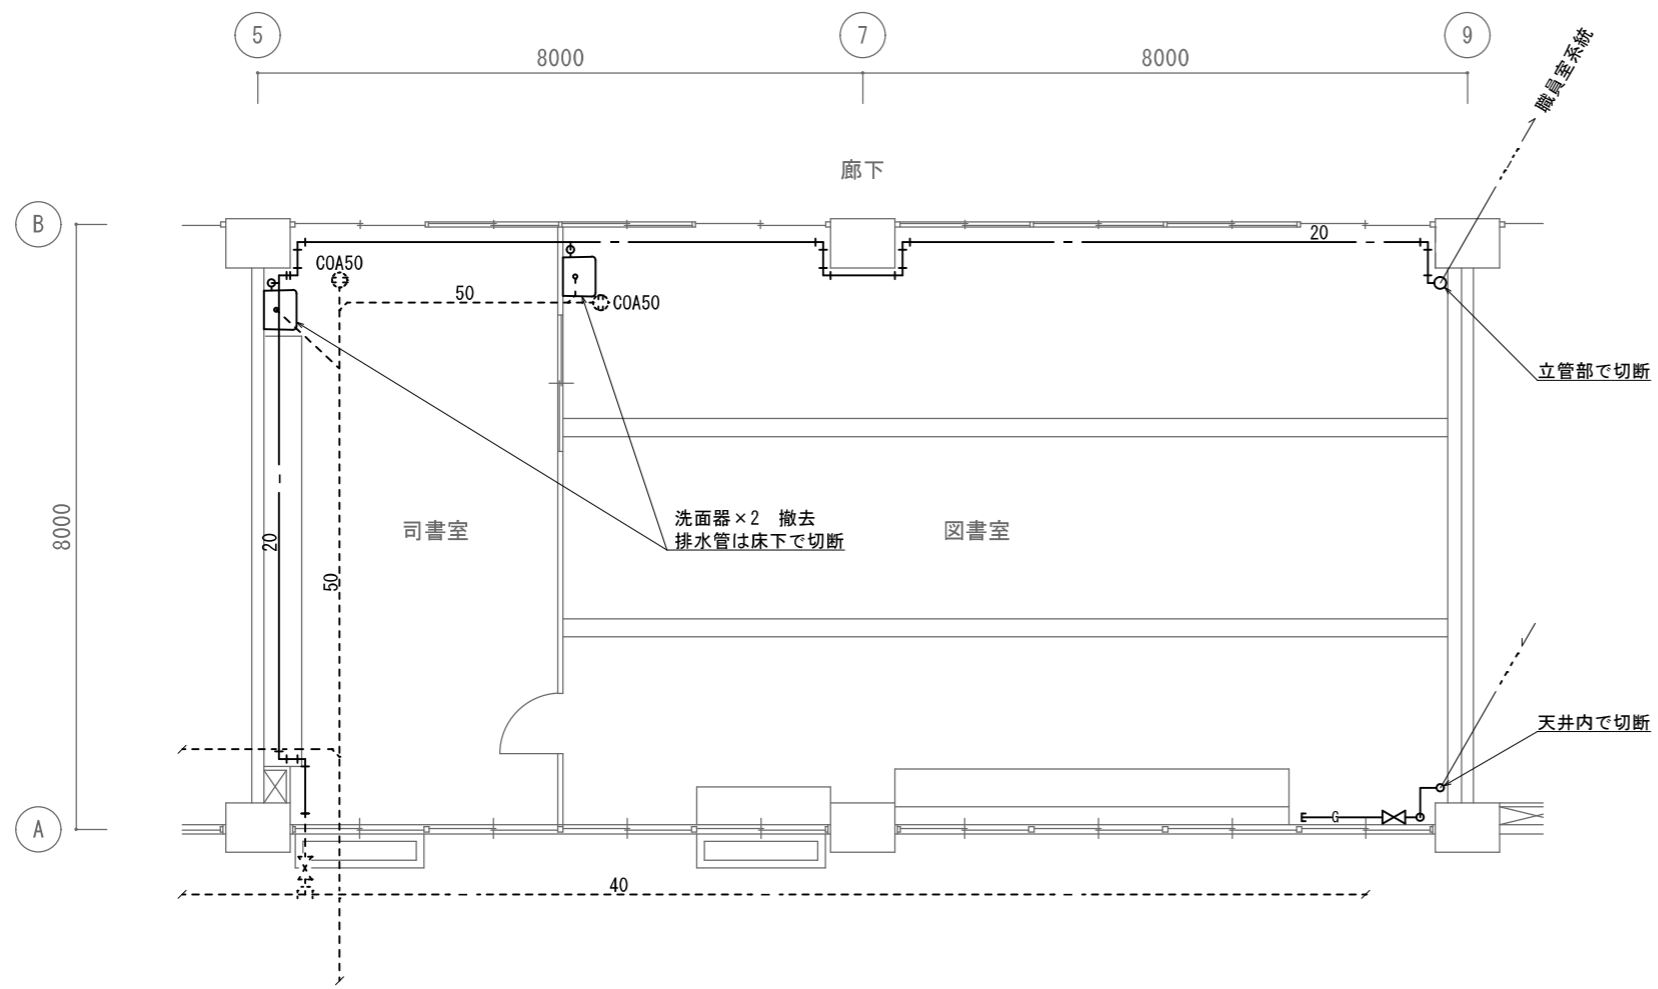 5
7
9
8000
8000
職員室系統
廊下
B
20
COA50
50
COA50
立管部で切断
8000
20
50
司書室
洗面器×2 撤去
排水管は床下で切断
図書室
天井内で切断
A
G
40